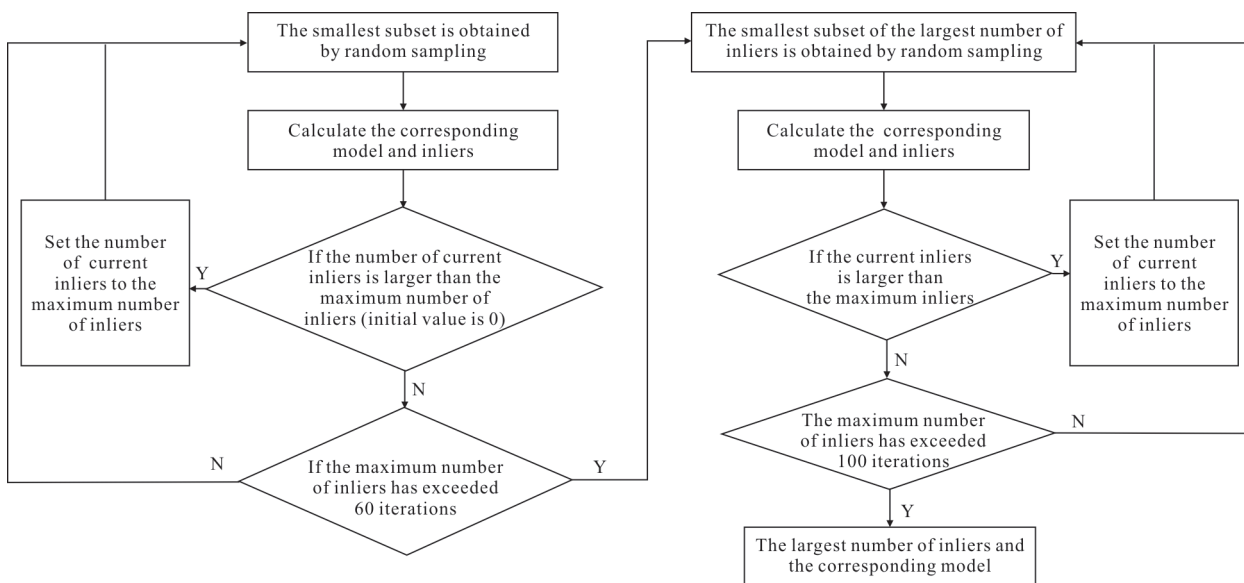 The smallest subset is obtained
by random sampling
Calculate the corresponding
model and inliers
Set the number
of current
inliers to the
maximum number
of inliers
Y
If the number of current
inliers is larger than the
maximum number of
inliers (initial value is 0)
N
N
If the maximum number
of inliers has exceeded
60 iterations
Y
The smallest subset of the largest number of
inliers is obtained by random sampling
Calculate the corresponding
model and inliers
If the current inliers
is larger than
the maximum inliers
Y
Set the number
of current
inliers to the
maximum number
of inliers
N
The maximum number
of inliers has exceeded
100 iterations
N
Y
The largest number of inliers and
the corresponding model